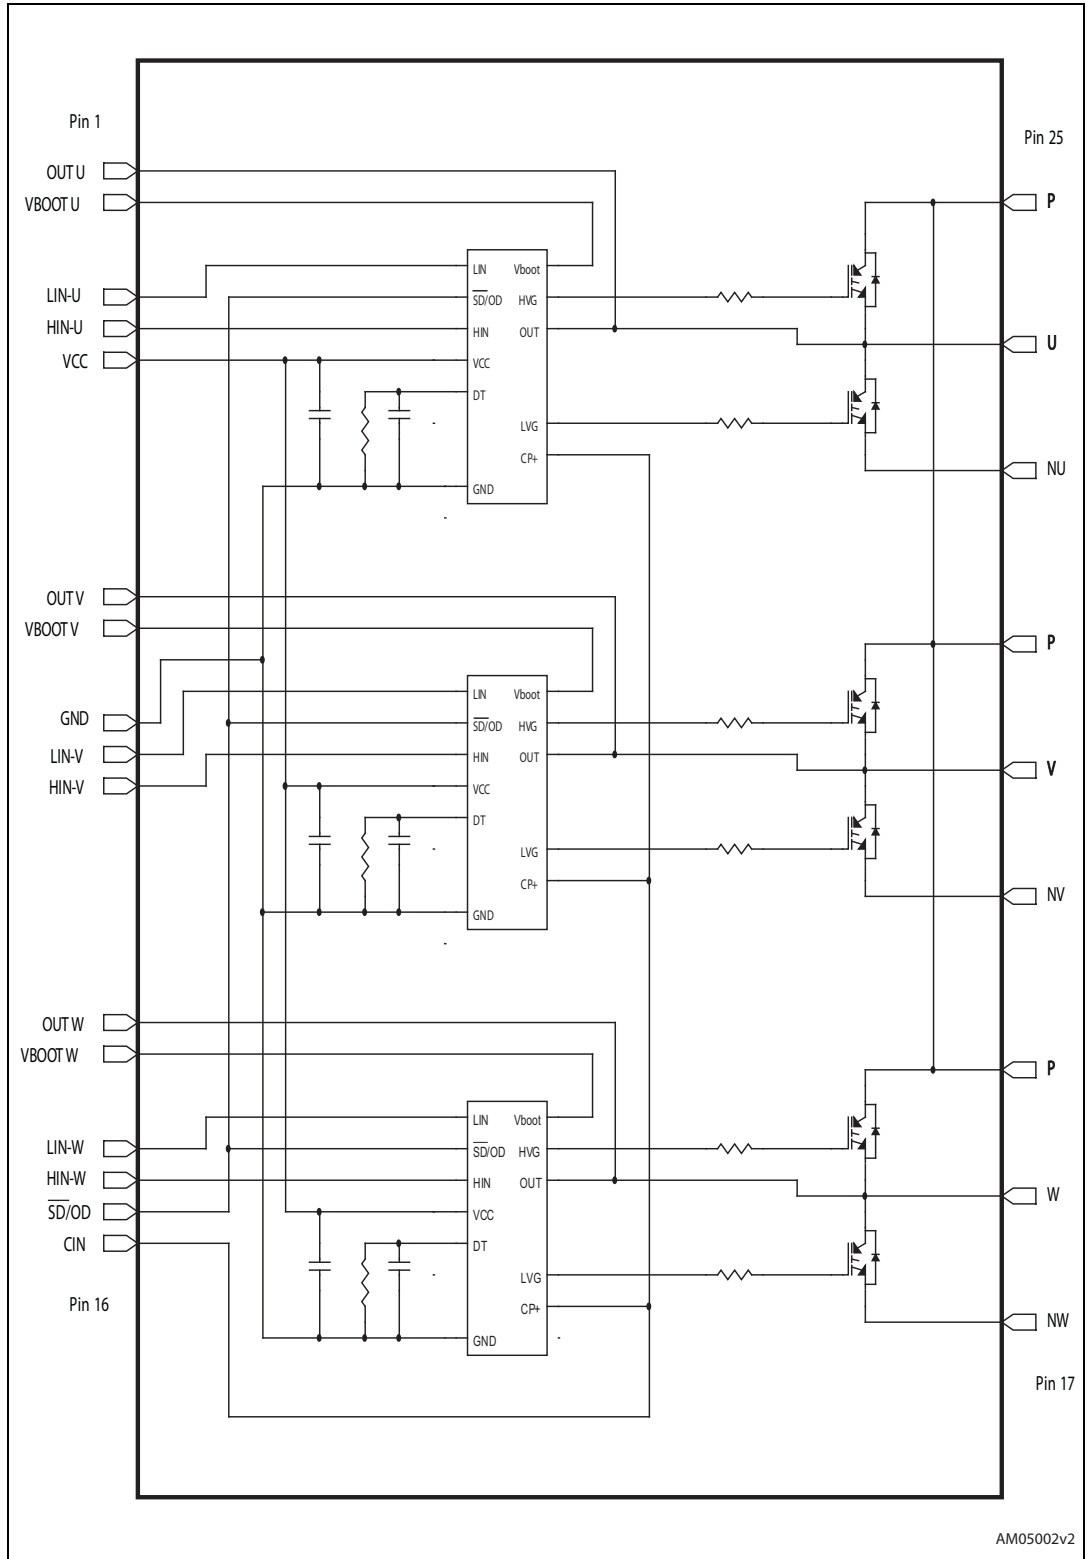 Pin 1
Pin 25
OUT U
VBOOT U
P
LIN
Vboot
LIN-U
SD/OD
HVG
HIN-U
HIN
OUT
U
VCC
VCC
DT
LVG
CP+
NU
GND
OUT V
VBOOT V
P
LIN
Vboot
GND
SD/OD
HVG
LIN-V
HIN
OUT
V
HIN-V
VCC
DT
LVG
CP+
NV
GND
OUT W
VBOOT W
P
LIN
Vboot
LIN-W
SD/OD
HVG
HIN-W
HIN
OUT
W
SD/OD
VCC
CIN
DT
LVG
Pin 16
CP+
NW
GND
Pin 17
AM05002v2